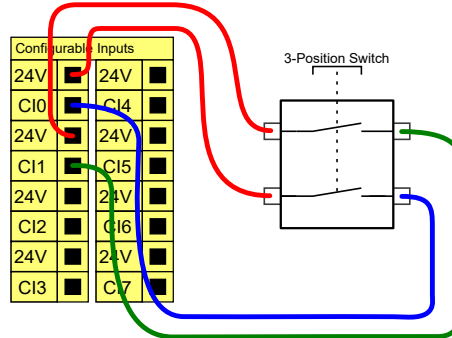 Configurable Inputs
3-Position Switch
24V 24V
CI0 CI4
24V 24V
CI1 CI5
24V 24V
CI2 CI6
24V 24V
CI3 CI7